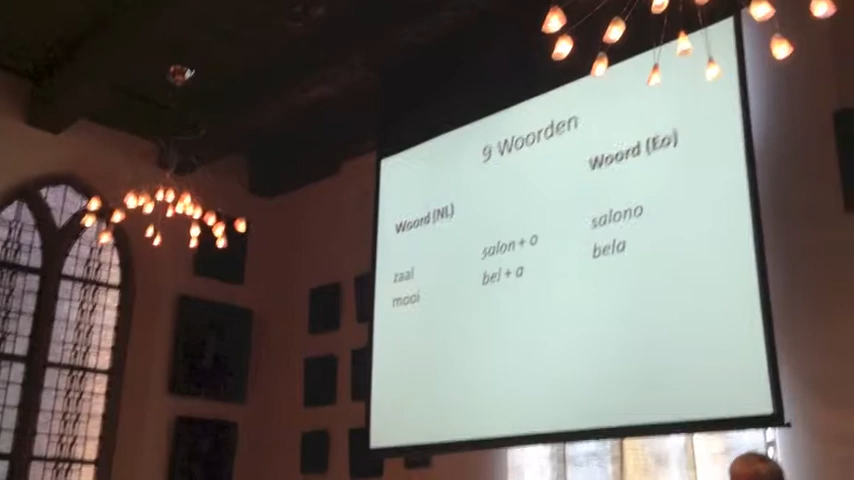 9 Woorden
Woord (NL) Woord (Eo)
zaal salon + o salono
mooi bel + a bela